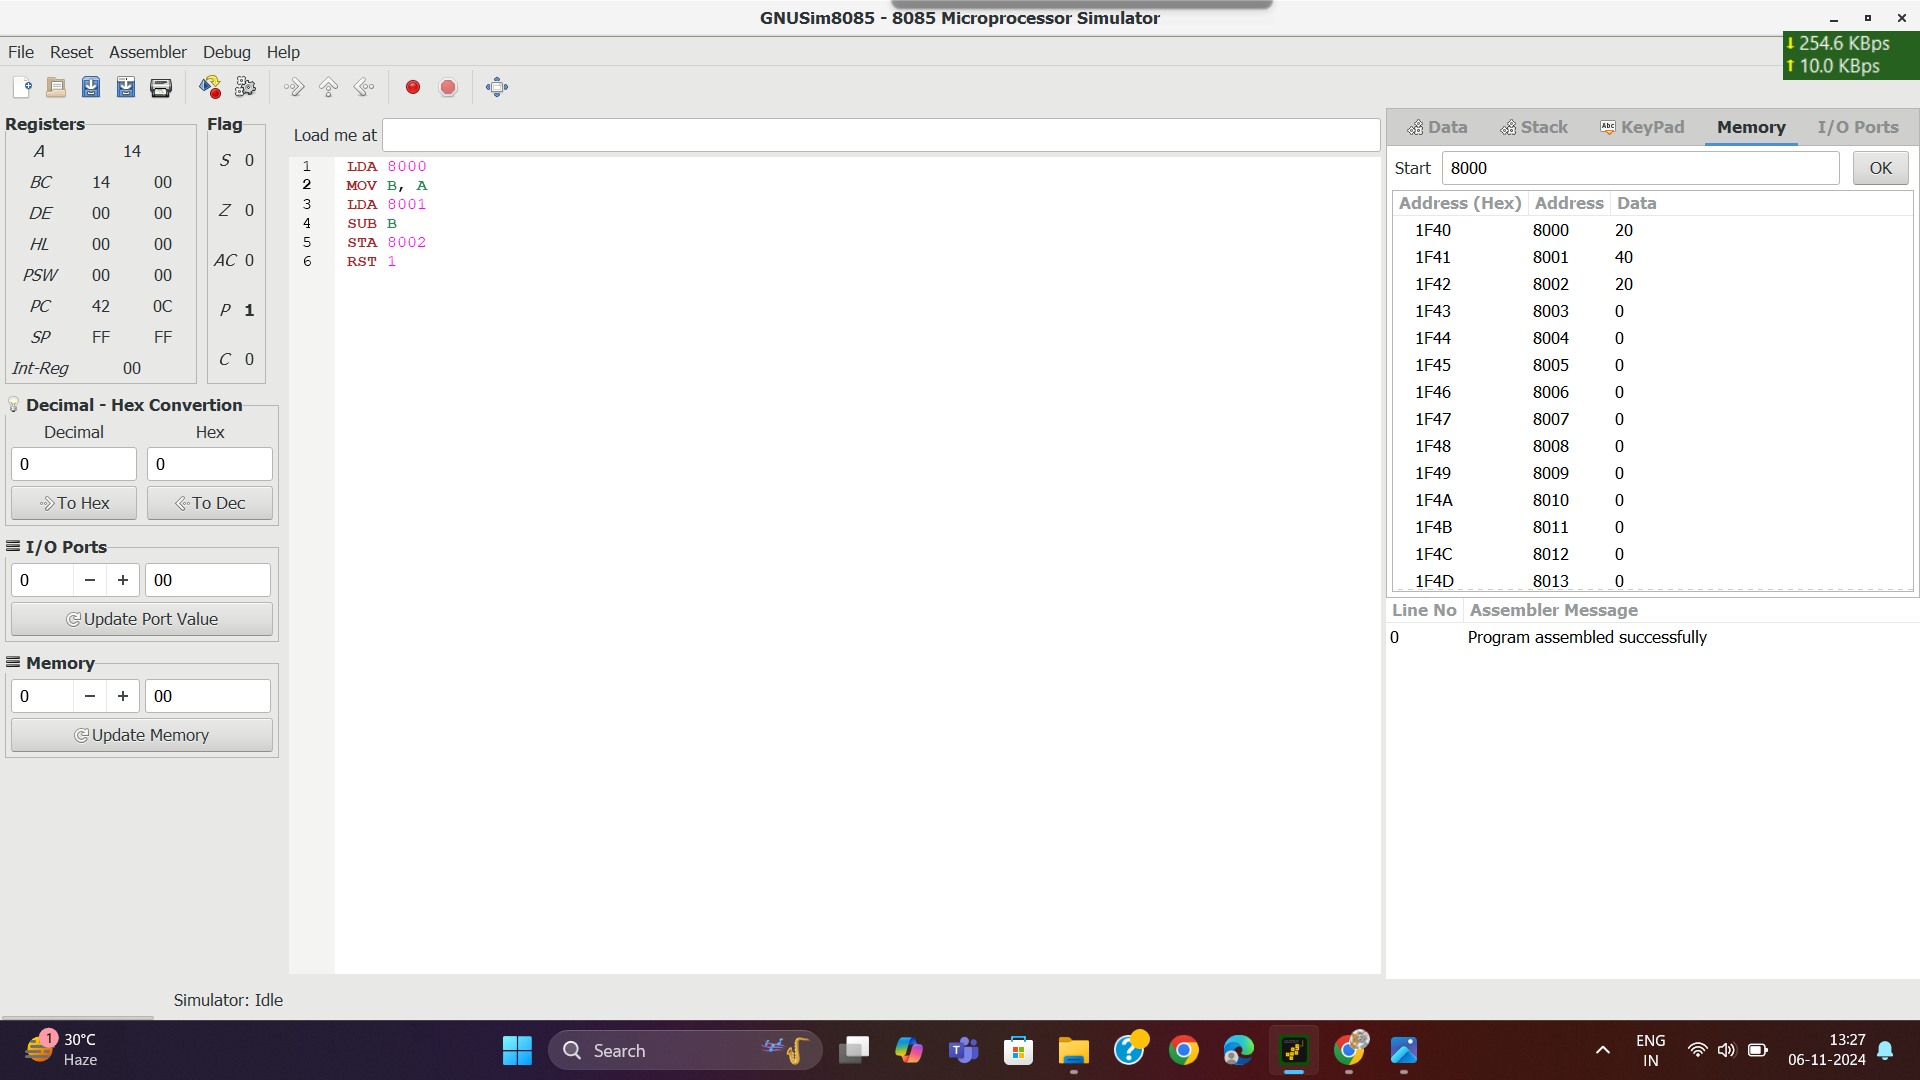 GNUSim8085 - 8085 Microprocessor Simulator
File Reset Assembler Debug Help
254.6 KBps
10.0 KBps
Registers
A 14
BC 14 00
DE 00 00
HL 00 00
PSW 00 00
PC 42 0C
SP FF FF
Int-Reg 00
Flag
S 0
Z 0
AC 0
P 1
C 0
Decimal - Hex Convertion
Decimal Hex
0 0
To Hex To Dec
I/O Ports
0 − + 00
Update Port Value
Memory
0 − + 00
Update Memory
Load me at
1 LDA 8000
2 MOV B, A
3 LDA 8001
4 SUB B
5 STA 8002
6 RST 1
Data Stack Abc KeyPad Memory I/O Ports
Start 8000 OK
Address (Hex) Address Data
1F40 8000 20
1F41 8001 40
1F42 8002 20
1F43 8003 0
1F44 8004 0
1F45 8005 0
1F46 8006 0
1F47 8007 0
1F48 8008 0
1F49 8009 0
1F4A 8010 0
1F4B 8011 0
1F4C 8012 0
1F4D 8013 0
Line No Assembler Message
0 Program assembled successfully
Simulator: Idle
1
30°C
Haze
Search
ENG
IN
13:27
06-11-2024